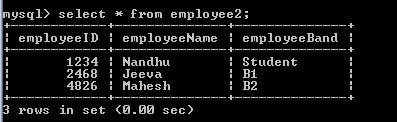 mysql> select * from employee2;
+------------+--------------+--------------+
| employeeID | employeeName | employeeBand |
+------------+--------------+--------------+
|       1234 | Nandhu       | Student      |
|       2468 | Jeeva        | B1           |
|       4826 | Mahesh       | B2           |
+------------+--------------+--------------+
3 rows in set (0.00 sec)